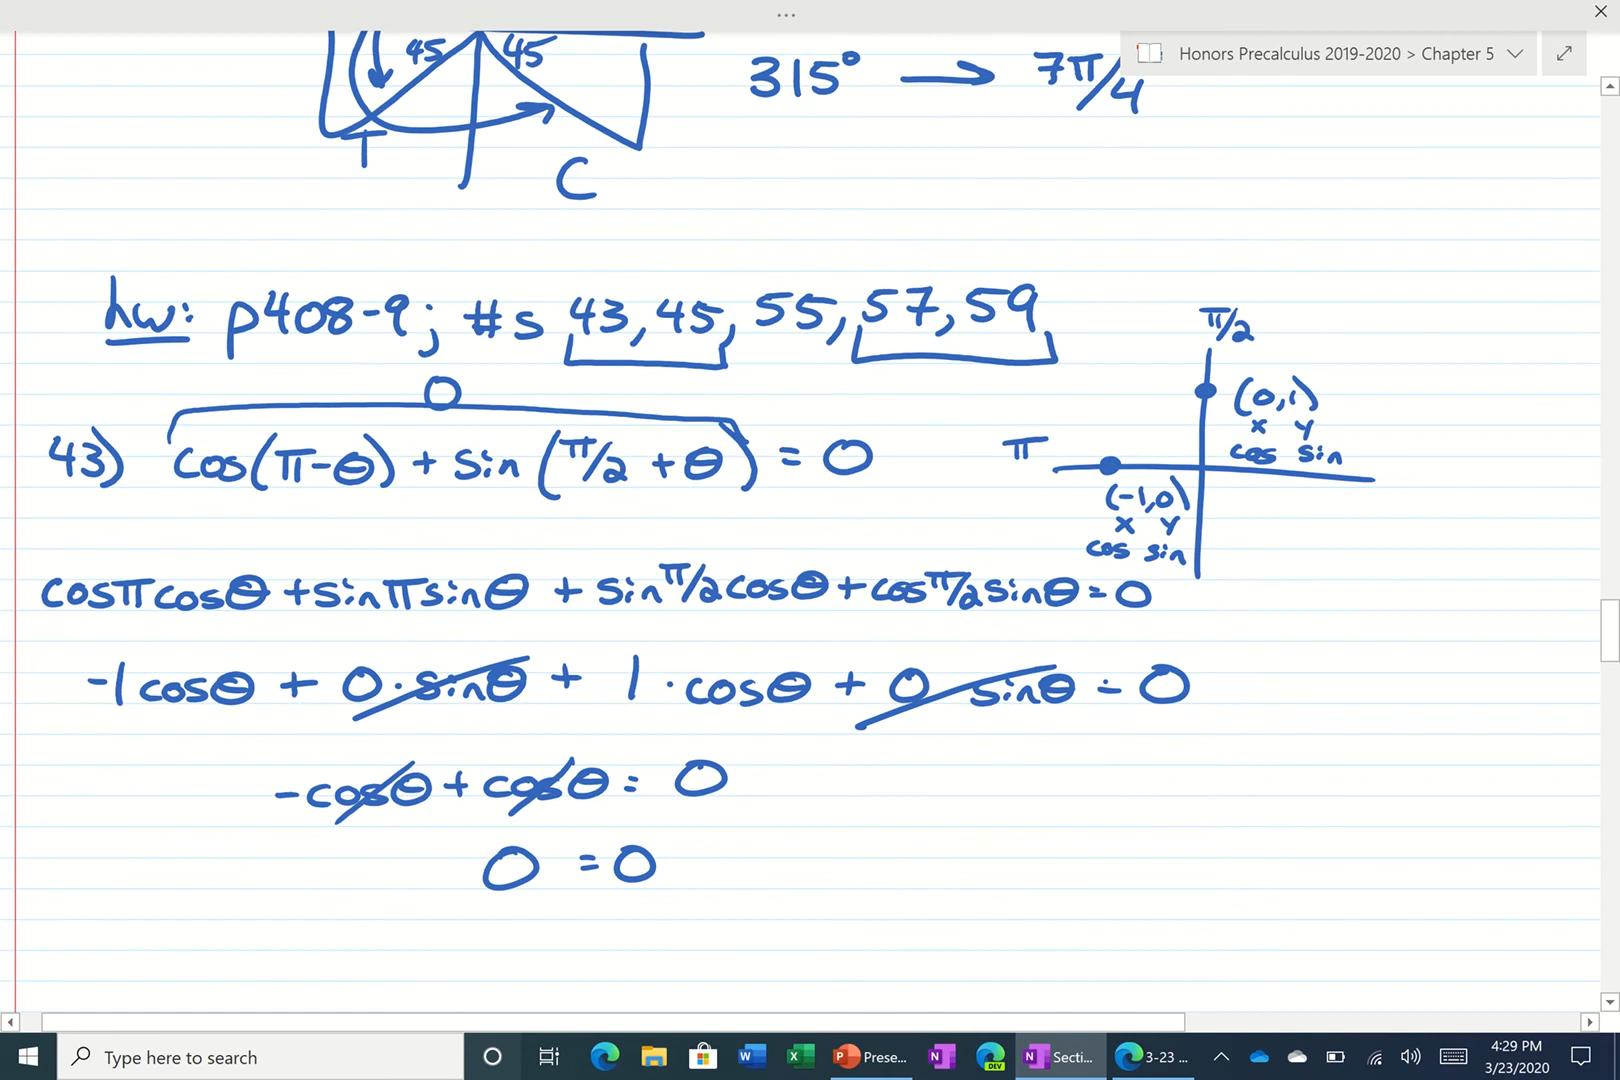 Honors Precalculus 2019-2020 > Chapter 5
45 45
315° → 7π/4
T
C
hw: p408-9; #s 43, 45, 55, 57, 59
0
43) cos(π-θ) + sin(π/2 + θ) = 0
π/2
(0,1)
x y
cos sin
π
(-1,0)
x y
cos sin
cosπcosθ + sinπsinθ + sinπ/2cosθ + cosπ/2sinθ = 0
-1cosθ + 0·sinθ + 1·cosθ + 0 sinθ = 0
-cosθ + cosθ = 0
0 = 0
Type here to search
Prese...
Secti...
3-23 ...
DEV
4:29 PM
3/23/2020